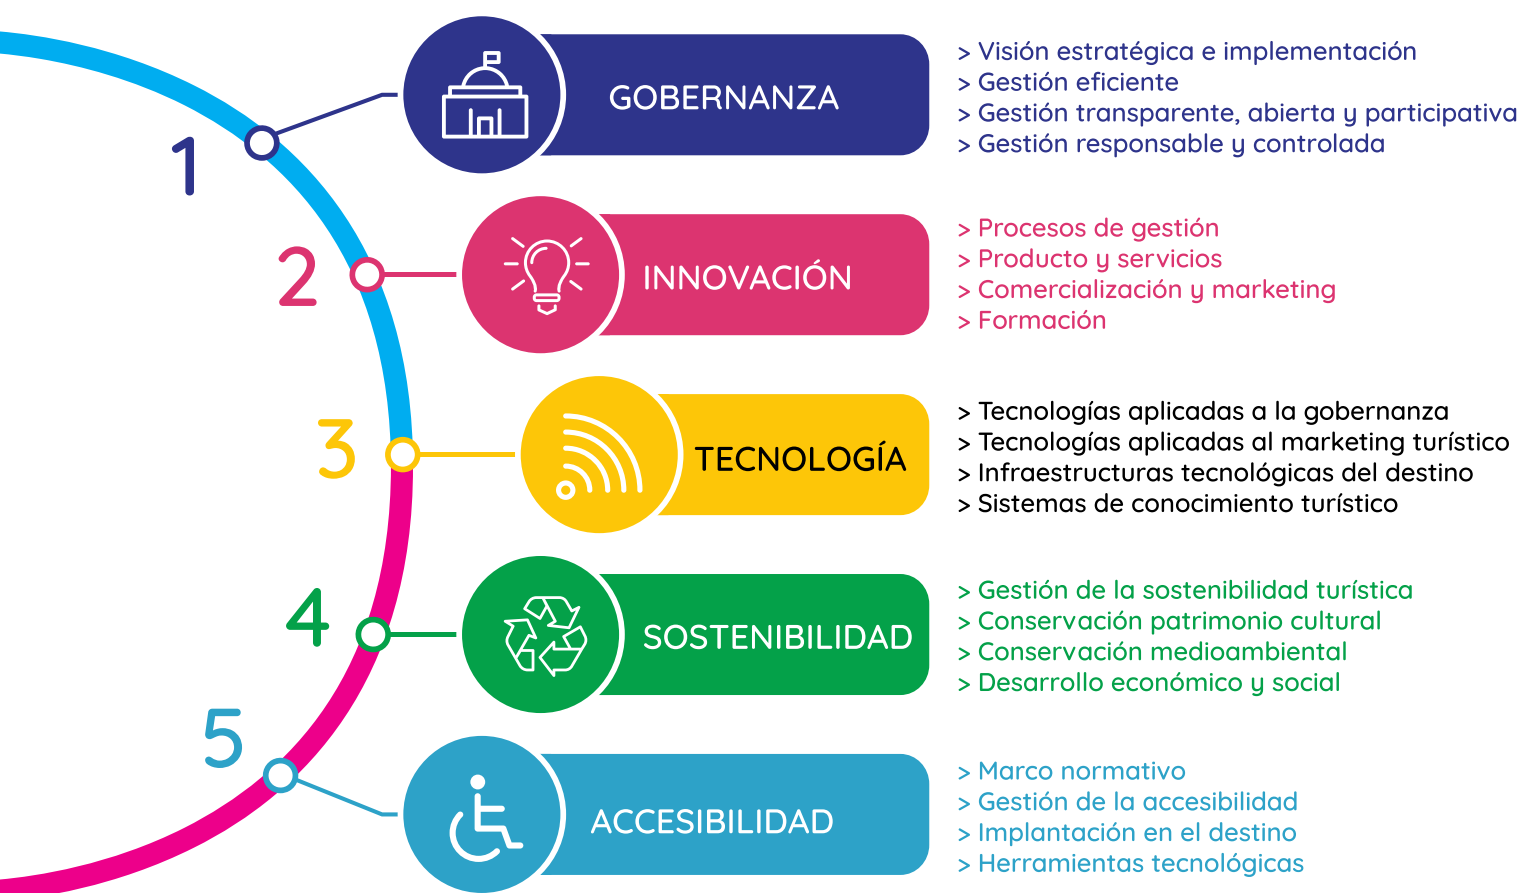 1
GOBERNANZA
> Visión estratégica e implementación
> Gestión eficiente
> Gestión transparente, abierta y participativa
> Gestión responsable y controlada
2
INNOVACIÓN
> Procesos de gestión
> Producto y servicios
> Comercialización y marketing
> Formación
3
TECNOLOGÍA
> Tecnologías aplicadas a la gobernanza
> Tecnologías aplicadas al marketing turístico
> Infraestructuras tecnológicas del destino
> Sistemas de conocimiento turístico
4
SOSTENIBILIDAD
> Gestión de la sostenibilidad turística
> Conservación patrimonio cultural
> Conservación medioambiental
> Desarrollo económico y social
5
ACCESIBILIDAD
> Marco normativo
> Gestión de la accesibilidad
> Implantación en el destino
> Herramientas tecnológicas